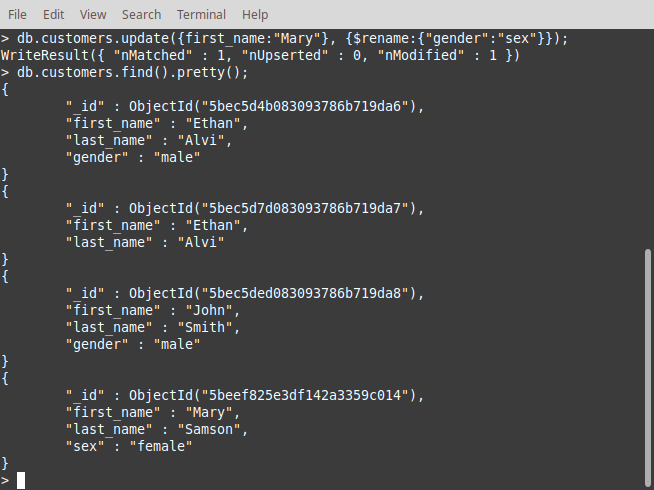 File Edit View Search Terminal Help
> db.customers.update({first_name:"Mary"}, {$rename:{"gender":"sex"}});
WriteResult({ "nMatched" : 1, "nUpserted" : 0, "nModified" : 1 })
> db.customers.find().pretty();
{
        "_id" : ObjectId("5bec5d4b083093786b719da6"),
        "first_name" : "Ethan",
        "last_name" : "Alvi",
        "gender" : "male"
}
{
        "_id" : ObjectId("5bec5d7d083093786b719da7"),
        "first_name" : "Ethan",
        "last_name" : "Alvi"
}
{
        "_id" : ObjectId("5bec5ded083093786b719da8"),
        "first_name" : "John",
        "last_name" : "Smith",
        "gender" : "male"
}
{
        "_id" : ObjectId("5beef825e3df142a3359c014"),
        "first_name" : "Mary",
        "last_name" : "Samson",
        "sex" : "female"
}
>